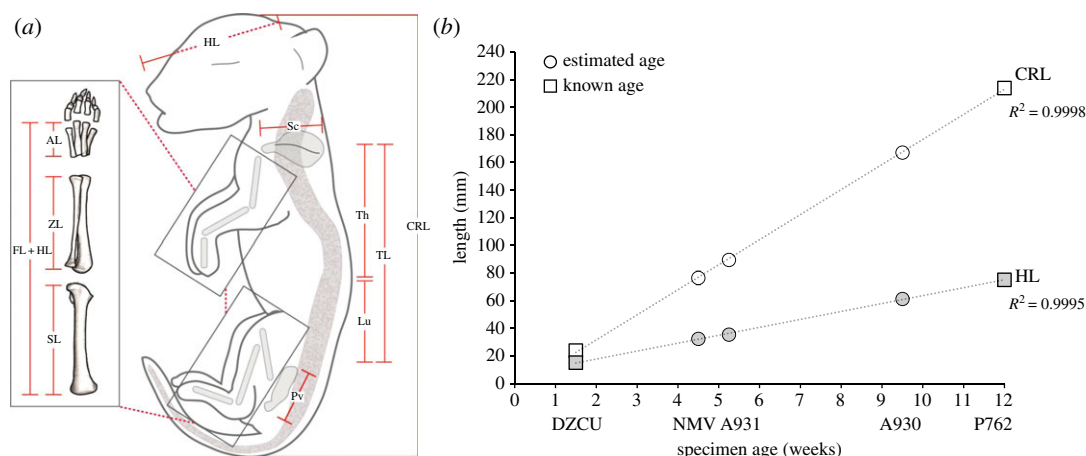 (a)
HL
CRL
Sc
AL
ZL
FL + HL
SL
Th
TL
Lu
Pv
(b)
240
220
200
180
160
140
120
100
80
60
40
20
0
length (mm)
estimated age
known age
CRL
R² = 0.9998
HL
R² = 0.9995
0 1 2 3 4 5 6 7 8 9 10 11 12
DZCU NMV A931 A930 P762
specimen age (weeks)